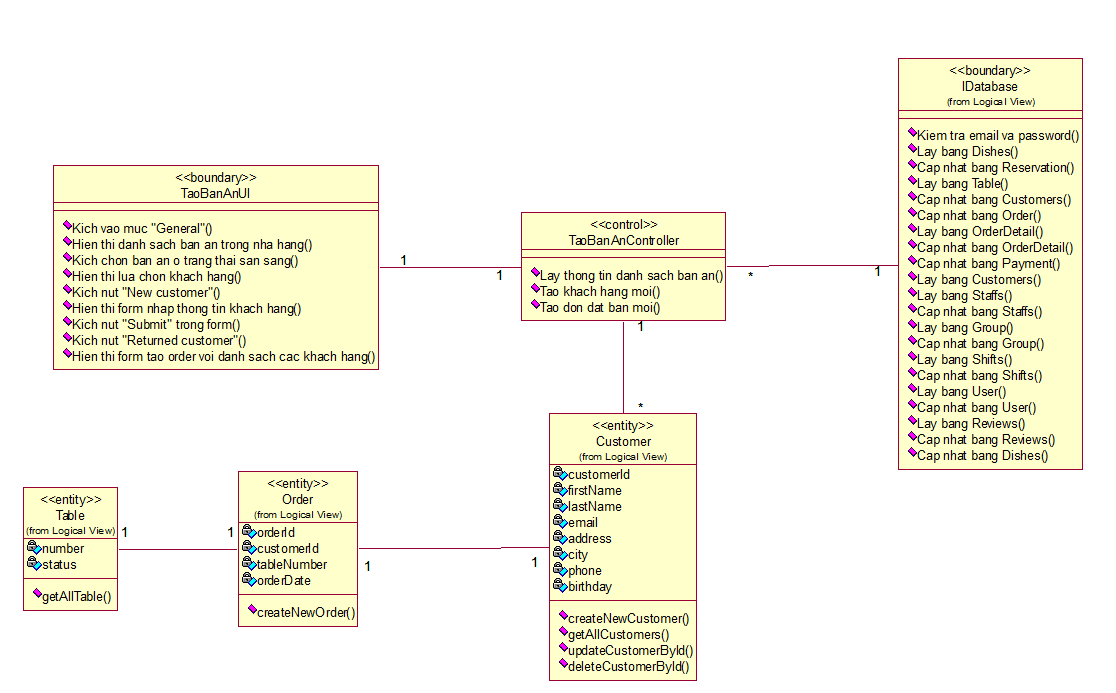 <<boundary>>
TaoBanAnUI
Kich vao muc "General"()
Hien thi danh sach ban an trong nha hang()
Kich chon ban an o trang thai san sang()
Hien thi lua chon khach hang()
Kich nut "New customer"()
Hien thi form nhap thong tin khach hang()
Kich nut "Submit" trong form()
Kich nut "Returned customer"()
Hien thi form tao order voi danh sach cac khach hang()
1
1
<<control>>
TaoBanAnController
Lay thong tin danh sach ban an()
Tao khach hang moi()
Tao don dat ban moi()
*
1
<<boundary>>
IDatabase
(from Logical View)
Kiem tra email va password()
Lay bang Dishes()
Cap nhat bang Reservation()
Lay bang Table()
Cap nhat bang Customers()
Cap nhat bang Order()
Lay bang OrderDetail()
Cap nhat bang OrderDetail()
Cap nhat bang Payment()
Lay bang Customers()
Lay bang Staffs()
Cap nhat bang Staffs()
Lay bang Group()
Cap nhat bang Group()
Lay bang Shifts()
Cap nhat bang Shifts()
Lay bang User()
Cap nhat bang User()
Lay bang Reviews()
Cap nhat bang Reviews()
Cap nhat bang Dishes()
1
*
<<entity>>
Table
(from Logical View)
number
status
getAllTable()
1
1
<<entity>>
Order
(from Logical View)
orderId
customerId
tableNumber
orderDate
createNewOrder()
1
1
<<entity>>
Customer
(from Logical View)
customerId
firstName
lastName
email
address
city
phone
birthday
createNewCustomer()
getAllCustomers()
updateCustomerById()
deleteCustomerById()